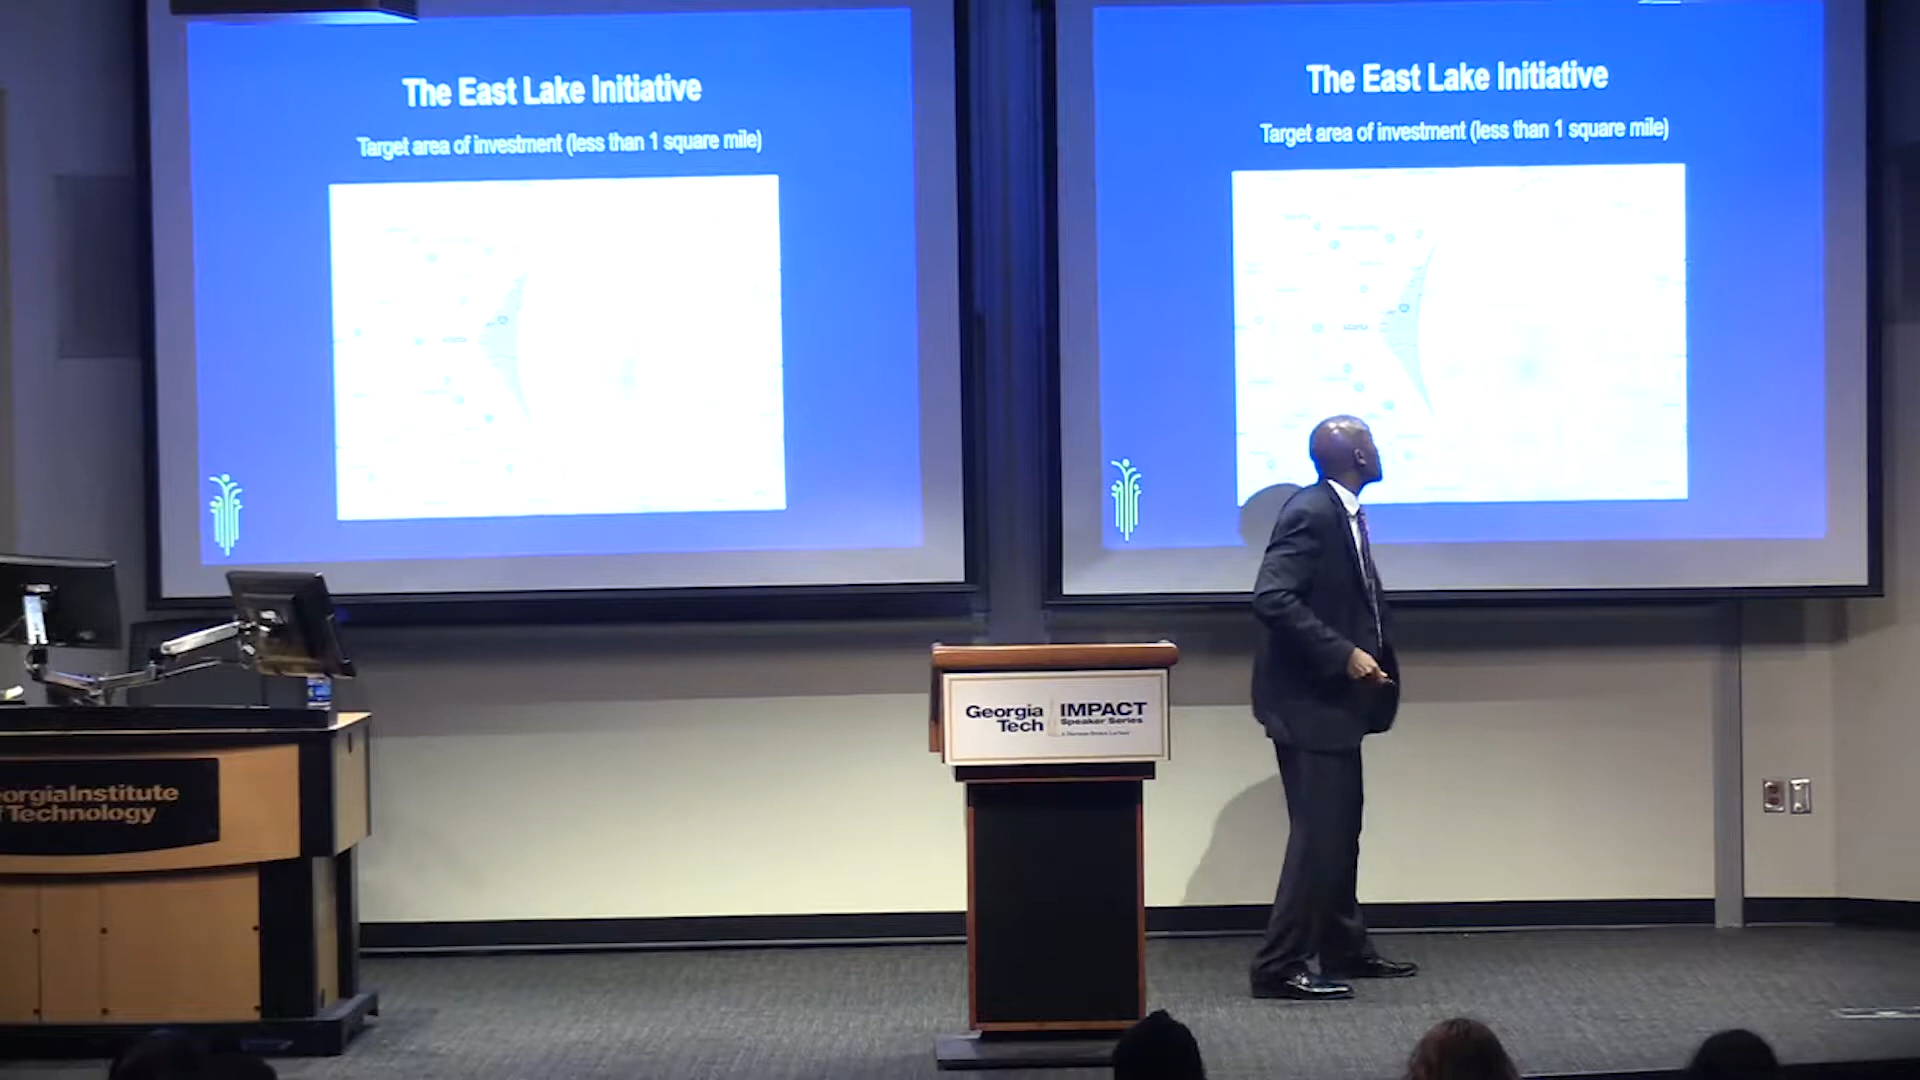 The East Lake Initiative
Target area of investment (less than 1 square mile)
The East Lake Initiative
Target area of investment (less than 1 square mile)
Georgia Tech
IMPACT
Speaker Series
orgiaInstitute
f Technology